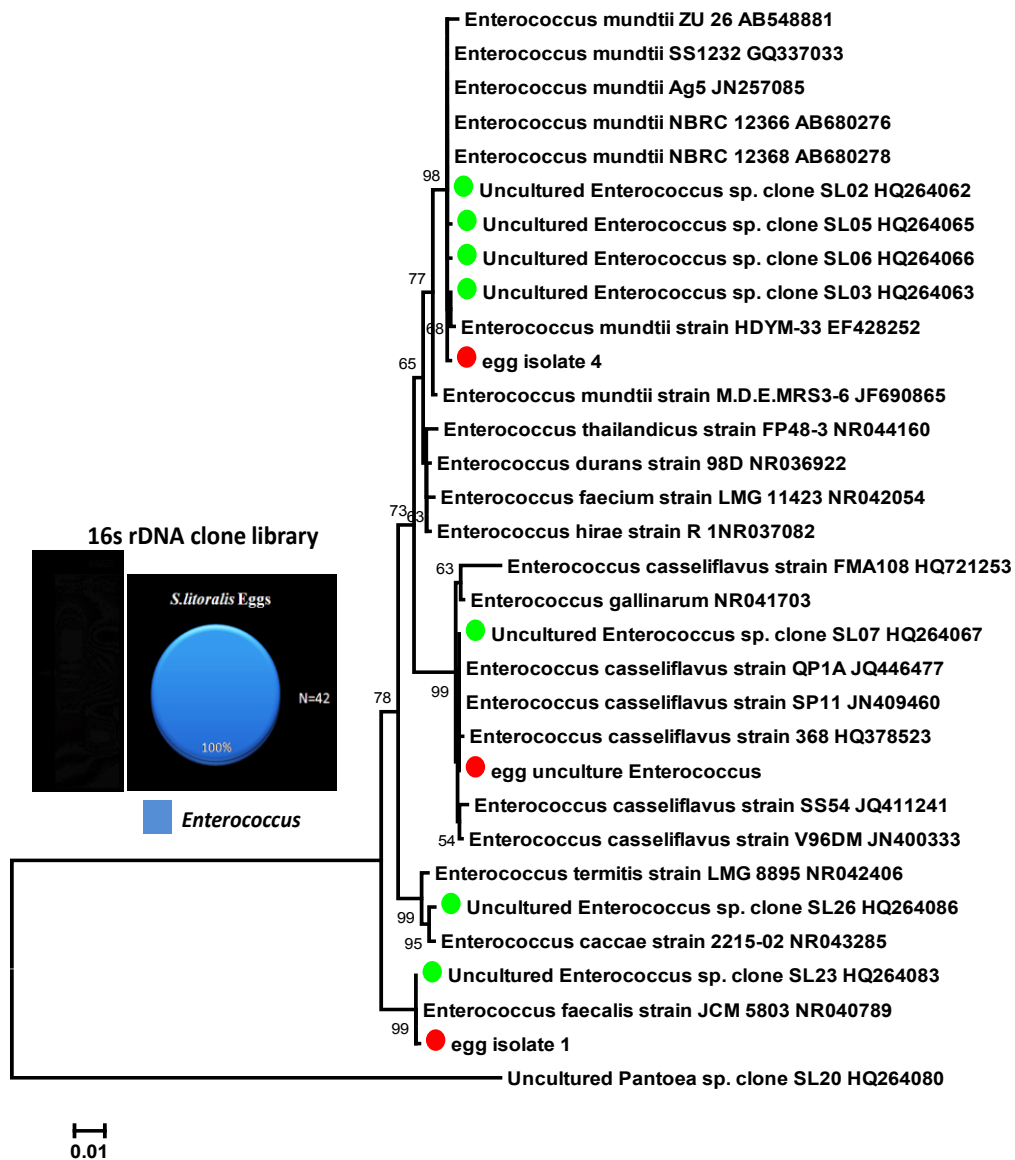 Enterococcus mundtii ZU 26 AB548881
Enterococcus mundtii SS1232 GQ337033
Enterococcus mundtii Ag5 JN257085
Enterococcus mundtii NBRC 12366 AB680276
Enterococcus mundtii NBRC 12368 AB680278
98
Uncultured Enterococcus sp. clone SL02 HQ264062
Uncultured Enterococcus sp. clone SL05 HQ264065
Uncultured Enterococcus sp. clone SL06 HQ264066
77
Uncultured Enterococcus sp. clone SL03 HQ264063
68
Enterococcus mundtii strain HDYM-33 EF428252
65
egg isolate 4
Enterococcus mundtii strain M.D.E.MRS3-6 JF690865
Enterococcus thailandicus strain FP48-3 NR044160
Enterococcus durans strain 98D NR036922
Enterococcus faecium strain LMG 11423 NR042054
73
63
Enterococcus hirae strain R 1NR037082
63
Enterococcus casseliflavus strain FMA108 HQ721253
Enterococcus gallinarum NR041703
Uncultured Enterococcus sp. clone SL07 HQ264067
Enterococcus casseliflavus strain QP1A JQ446477
99
78
Enterococcus casseliflavus strain SP11 JN409460
Enterococcus casseliflavus strain 368 HQ378523
egg unculture Enterococcus
Enterococcus casseliflavus strain SS54 JQ411241
54
Enterococcus casseliflavus strain V96DM JN400333
Enterococcus termitis strain LMG 8895 NR042406
99
Uncultured Enterococcus sp. clone SL26 HQ264086
95
Enterococcus caccae strain 2215-02 NR043285
Uncultured Enterococcus sp. clone SL23 HQ264083
Enterococcus faecalis strain JCM 5803 NR040789
99
egg isolate 1
Uncultured Pantoea sp. clone SL20 HQ264080
0.01
16s rDNA clone library
S.litoralis Eggs
N=42
100%
Enterococcus